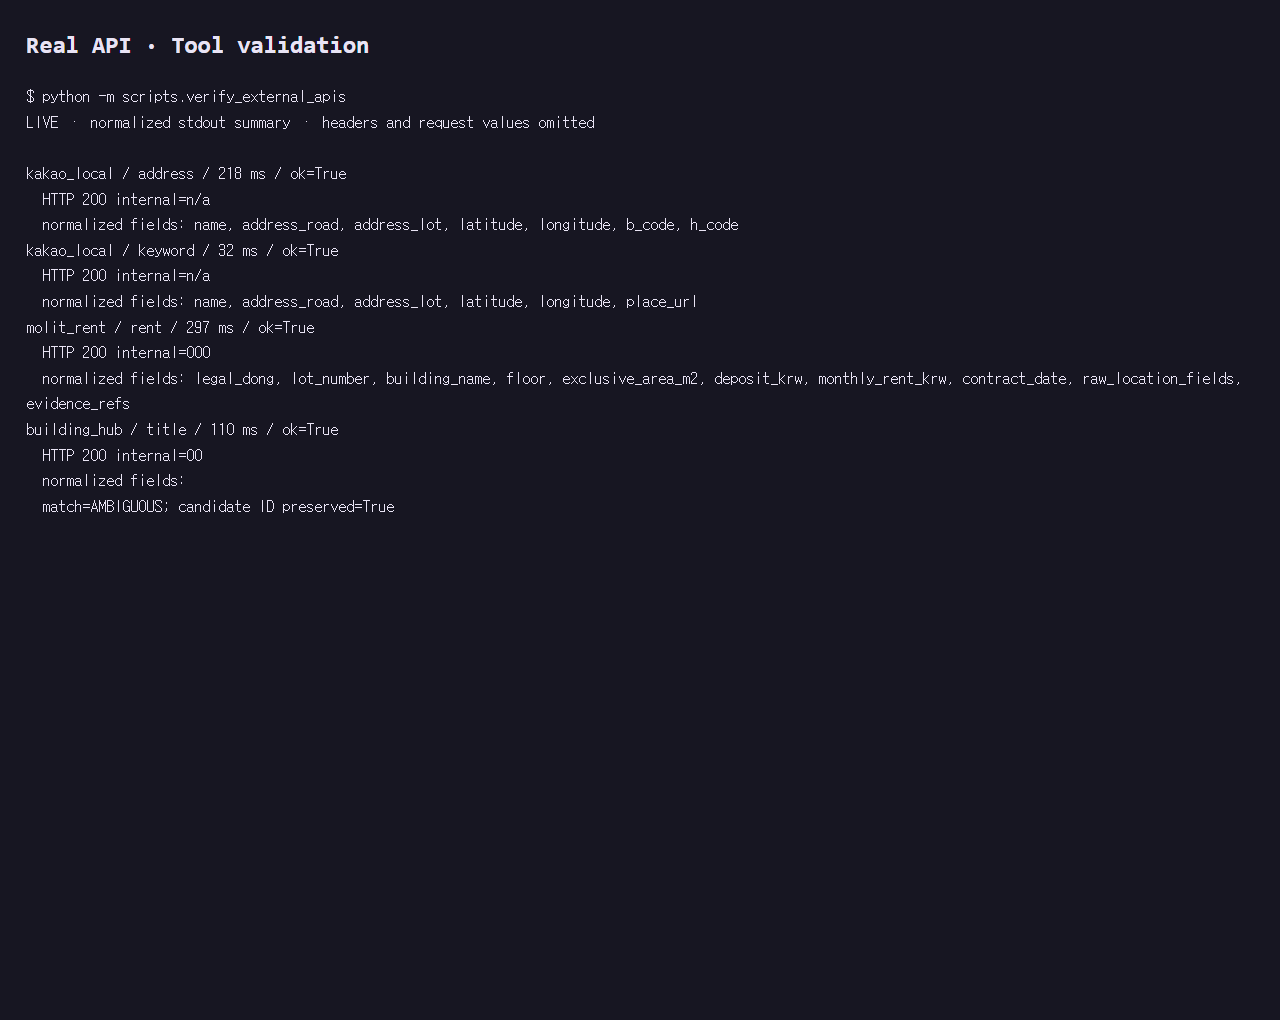 Real API · Tool validation
$ python -m scripts.verify_external_apis
LIVE · normalized stdout summary · headers and request values omitted
kakao_local / address / 218 ms / ok=True
HTTP 200 internal=n/a
normalized fields: name, address_road, address_lot, latitude, longitude, b_code, h_code
kakao_local / keyword / 32 ms / ok=True
HTTP 200 internal=n/a
normalized fields: name, address_road, address_lot, latitude, longitude, place_url
molit_rent / rent / 297 ms / ok=True
HTTP 200 internal=000
normalized fields: legal_dong, lot_number, building_name, floor, exclusive_area_m2, deposit_krw, monthly_rent_krw, contract_date, raw_location_fields,
evidence_refs
building_hub / title / 110 ms / ok=True
HTTP 200 internal=00
normalized fields:
match=AMBIGUOUS; candidate ID preserved=True